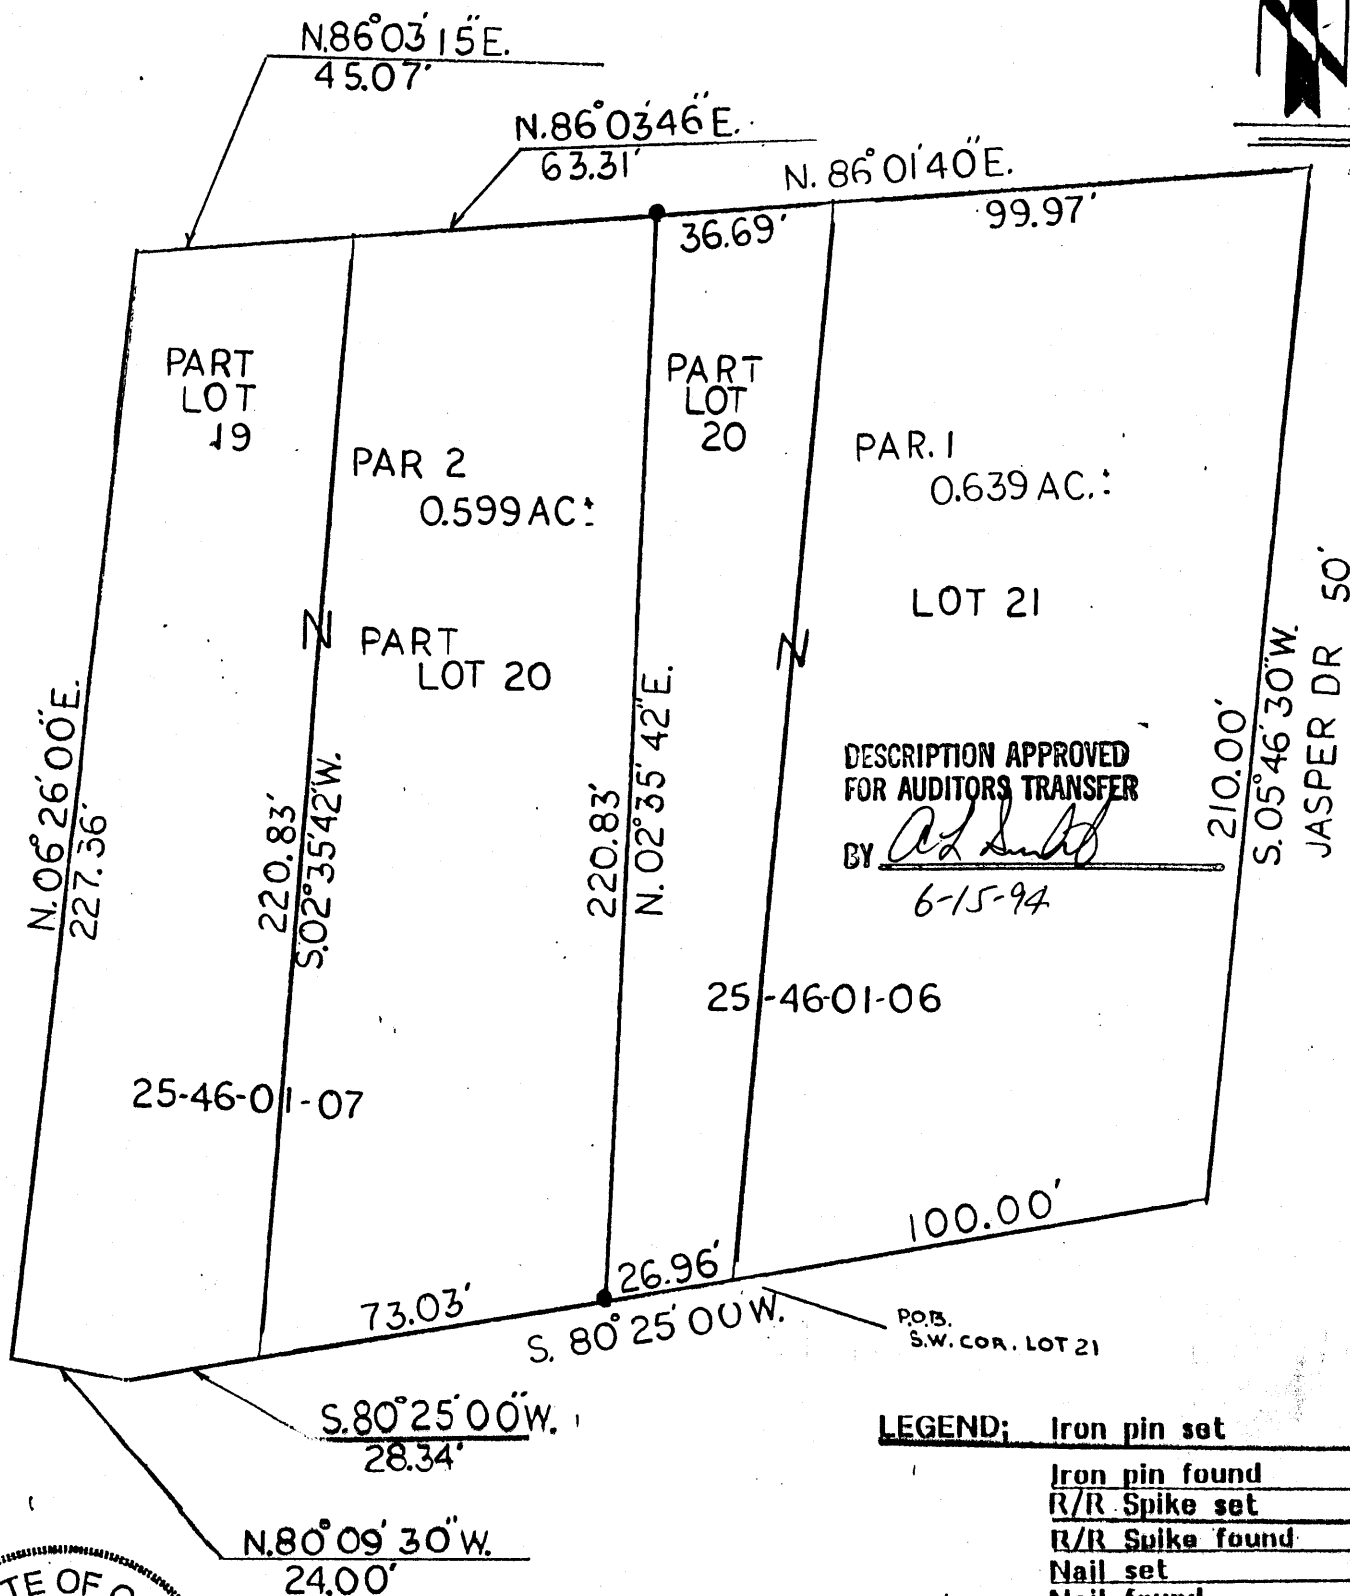 N.86°03'15"E.
45.07'
N.86°03'46"E.
63.31'
N. 86°01'40"E.
36.69'
99.97'
PART
LOT
19
PART
LOT
20
PAR 2
0.599 AC±
PAR. 1
0.639 AC.±
LOT 21
N
PART
LOT 20
N
N.06°26'00"E.
227.36'
220.83'
S.02°35'42"W.
220.83'
N.02°35'42"E.
210.00'
S.05°46'30"W.
JASPER DR 50'
DESCRIPTION APPROVED
FOR AUDITORS TRANSFER
BY
6-15-94
25-46-01-06
25-46-01-07
100.00'
26.96'
73.03'
S. 80°25'00"W.
P.O.B.
S.W. COR. LOT 21
S.80°25'00"W.
28.34'
N.80°09'30"W.
24.00'
LEGEND; Iron pin set
Iron pin found
R/R Spike set
R/R Spike found
Nail set
Nail found
TE OF O